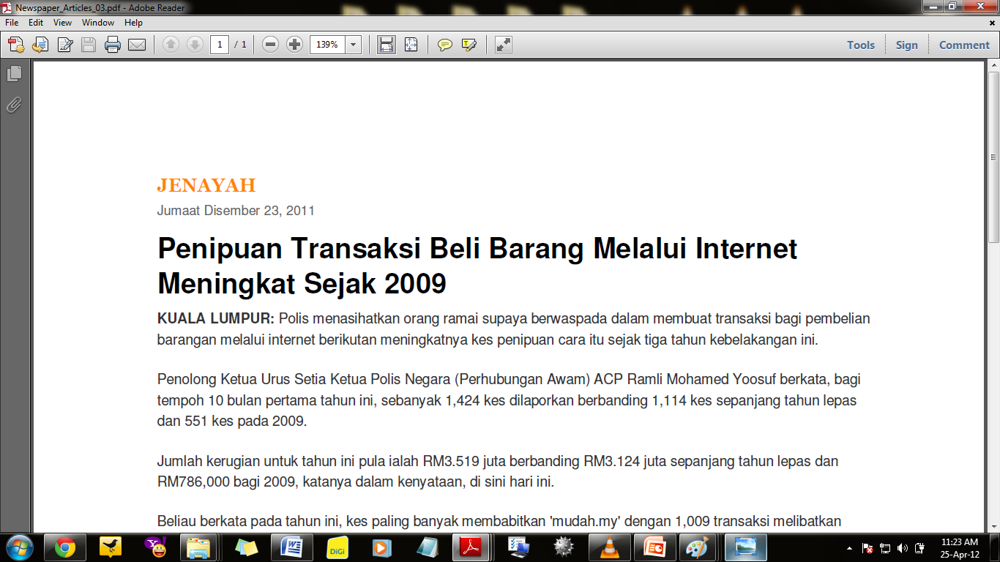 Newspaper_Articles_03.pdf - Adobe Reader
File Edit View Window Help
1 / 1 139% Tools Sign Comment
JENAYAH
Jumaat Disember 23, 2011
Penipuan Transaksi Beli Barang Melalui Internet
Meningkat Sejak 2009
KUALA LUMPUR: Polis menasihatkan orang ramai supaya berwaspada dalam membuat transaksi bagi pembelian
barangan melalui internet berikutan meningkatnya kes penipuan cara itu sejak tiga tahun kebelakangan ini.
Penolong Ketua Urus Setia Ketua Polis Negara (Perhubungan Awam) ACP Ramli Mohamed Yoosuf berkata, bagi
tempoh 10 bulan pertama tahun ini, sebanyak 1,424 kes dilaporkan berbanding 1,114 kes sepanjang tahun lepas
dan 551 kes pada 2009.
Jumlah kerugian untuk tahun ini pula ialah RM3.519 juta berbanding RM3.124 juta sepanjang tahun lepas dan
RM786,000 bagi 2009, katanya dalam kenyataan, di sini hari ini.
Beliau berkata pada tahun ini, kes paling banyak membabitkan 'mudah.my' dengan 1,009 transaksi melibatkan
DiGi
11:23 AM
25-Apr-12